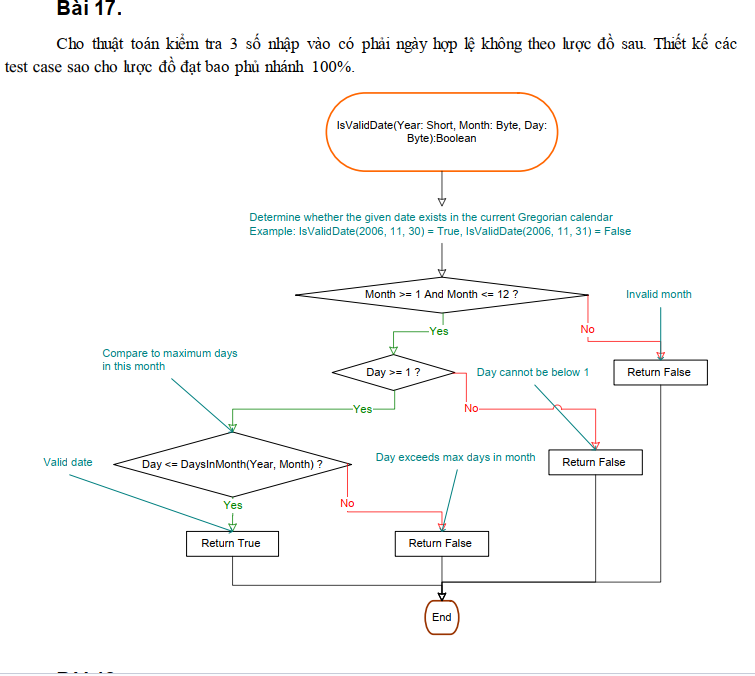 Bài 17.
Cho thuật toán kiểm tra 3 số nhập vào có phải ngày hợp lệ không theo lược đồ sau. Thiết kế các
test case sao cho lược đồ đạt bao phủ nhánh 100%.
IsValidDate(Year: Short, Month: Byte, Day:
Byte):Boolean
Determine whether the given date exists in the current Gregorian calendar
Example: IsValidDate(2006, 11, 30) = True, IsValidDate(2006, 11, 31) = False
Month >= 1 And Month <= 12 ?
Invalid month
Yes
No
Compare to maximum days
in this month
Day >= 1 ?
Day cannot be below 1
Return False
Yes
No
Valid date
Day <= DaysInMonth(Year, Month) ?
Day exceeds max days in month
Return False
Yes
No
Return True
Return False
End